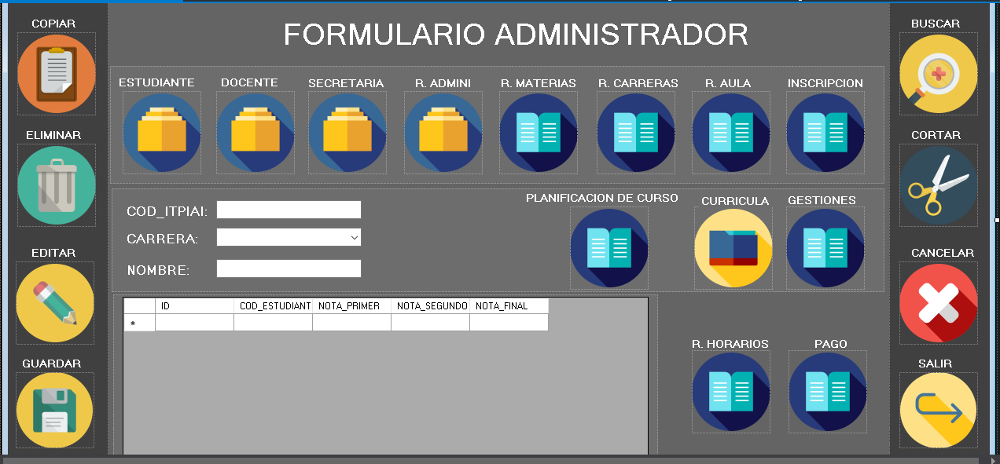 COPIAR
FORMULARIO ADMINISTRADOR
BUSCAR
ESTUDIANTE DOCENTE SECRETARIA R. ADMINI R. MATERIAS R. CARRERAS R. AULA INSCRIPCION
ELIMINAR
CORTAR
PLANIFICACION DE CURSO CURRICULA GESTIONES
COD_ITPIAI:
CARRERA:
NOMBRE:
EDITAR
CANCELAR
ID COD_ESTUDIANT NOTA_PRIMER NOTA_SEGUNDO NOTA_FINAL
*
R. HORARIOS PAGO
GUARDAR
SALIR